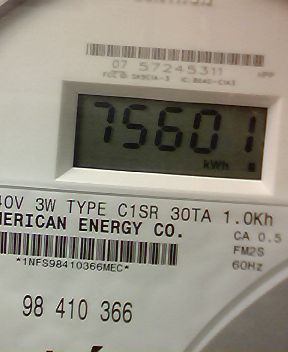 07 57245311
75601
kWh
40V 3W TYPE C1SR 30TA 1.0Kh
MERICAN ENERGY CO.
CA 0.5
FM2S
60Hz
*1NFS98410366MEC*
98 410 366